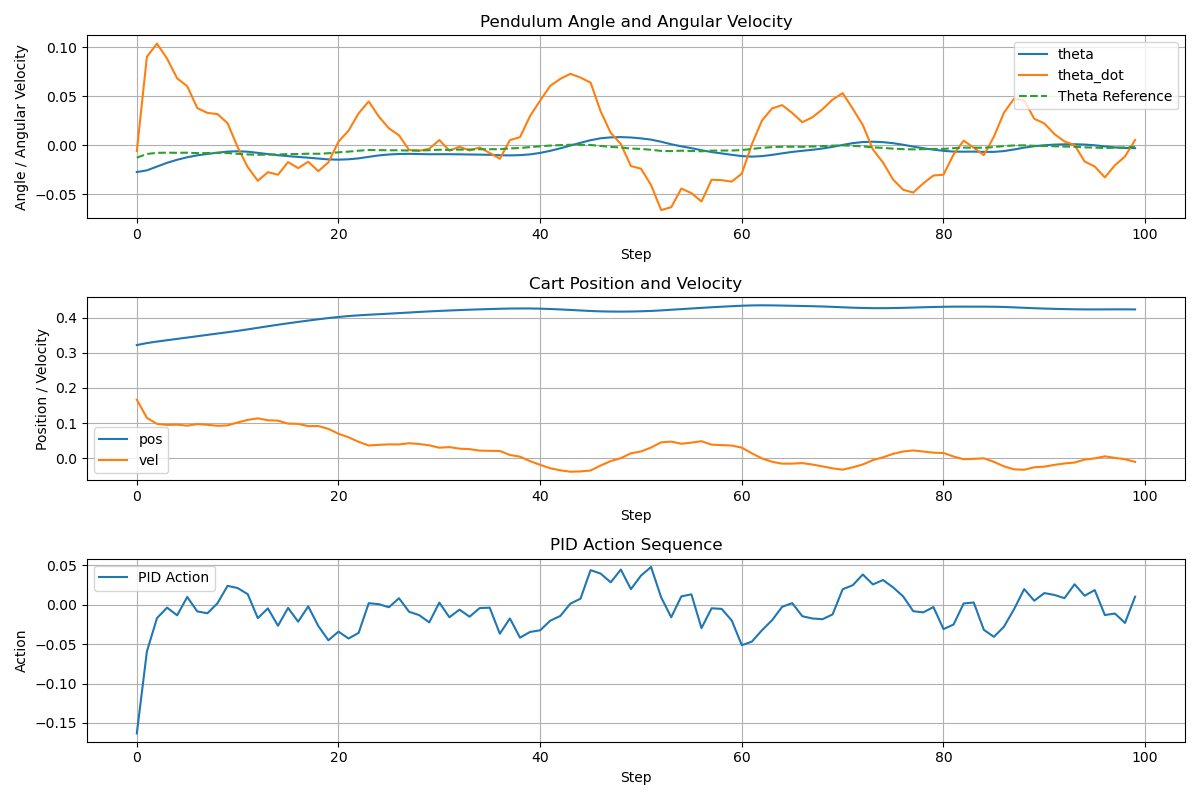 Pendulum Angle and Angular Velocity
Angle / Angular Velocity
0.10
0.05
0.00
−0.05
theta
theta_dot
Theta Reference
0 20 40 60 80 100
Step
Cart Position and Velocity
Position / Velocity
0.4
0.3
0.2
0.1
0.0
pos
vel
0 20 40 60 80 100
Step
PID Action Sequence
Action
0.05
0.00
−0.05
−0.10
−0.15
PID Action
0 20 40 60 80 100
Step